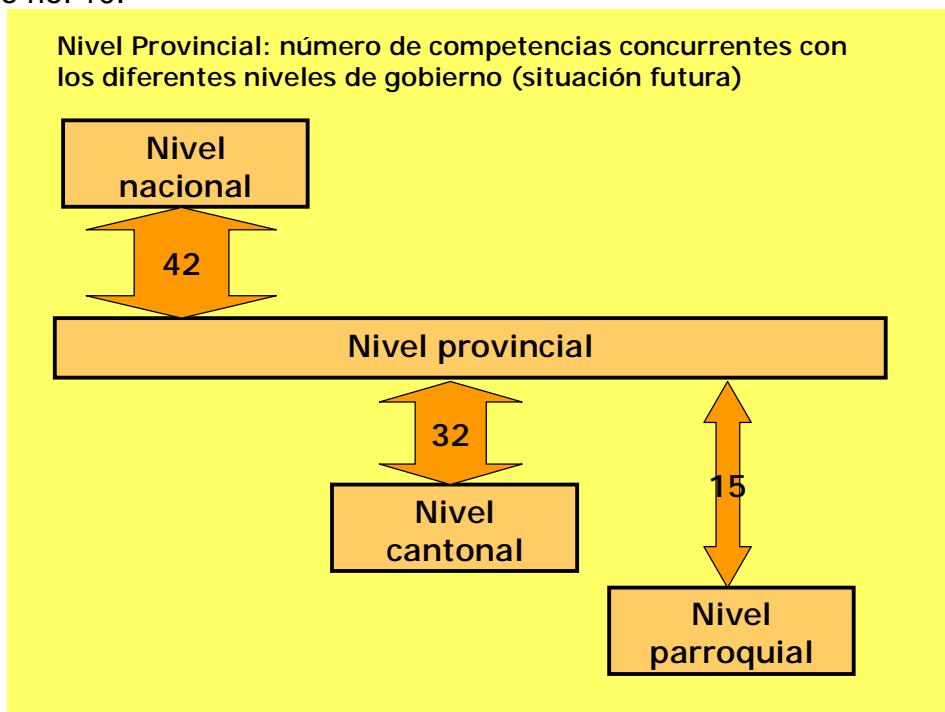 Nivel Provincial: número de competencias concurrentes con
los diferentes niveles de gobierno (situación futura)
Nivel
nacional
42
Nivel provincial
32
15
Nivel
cantonal
Nivel
parroquial